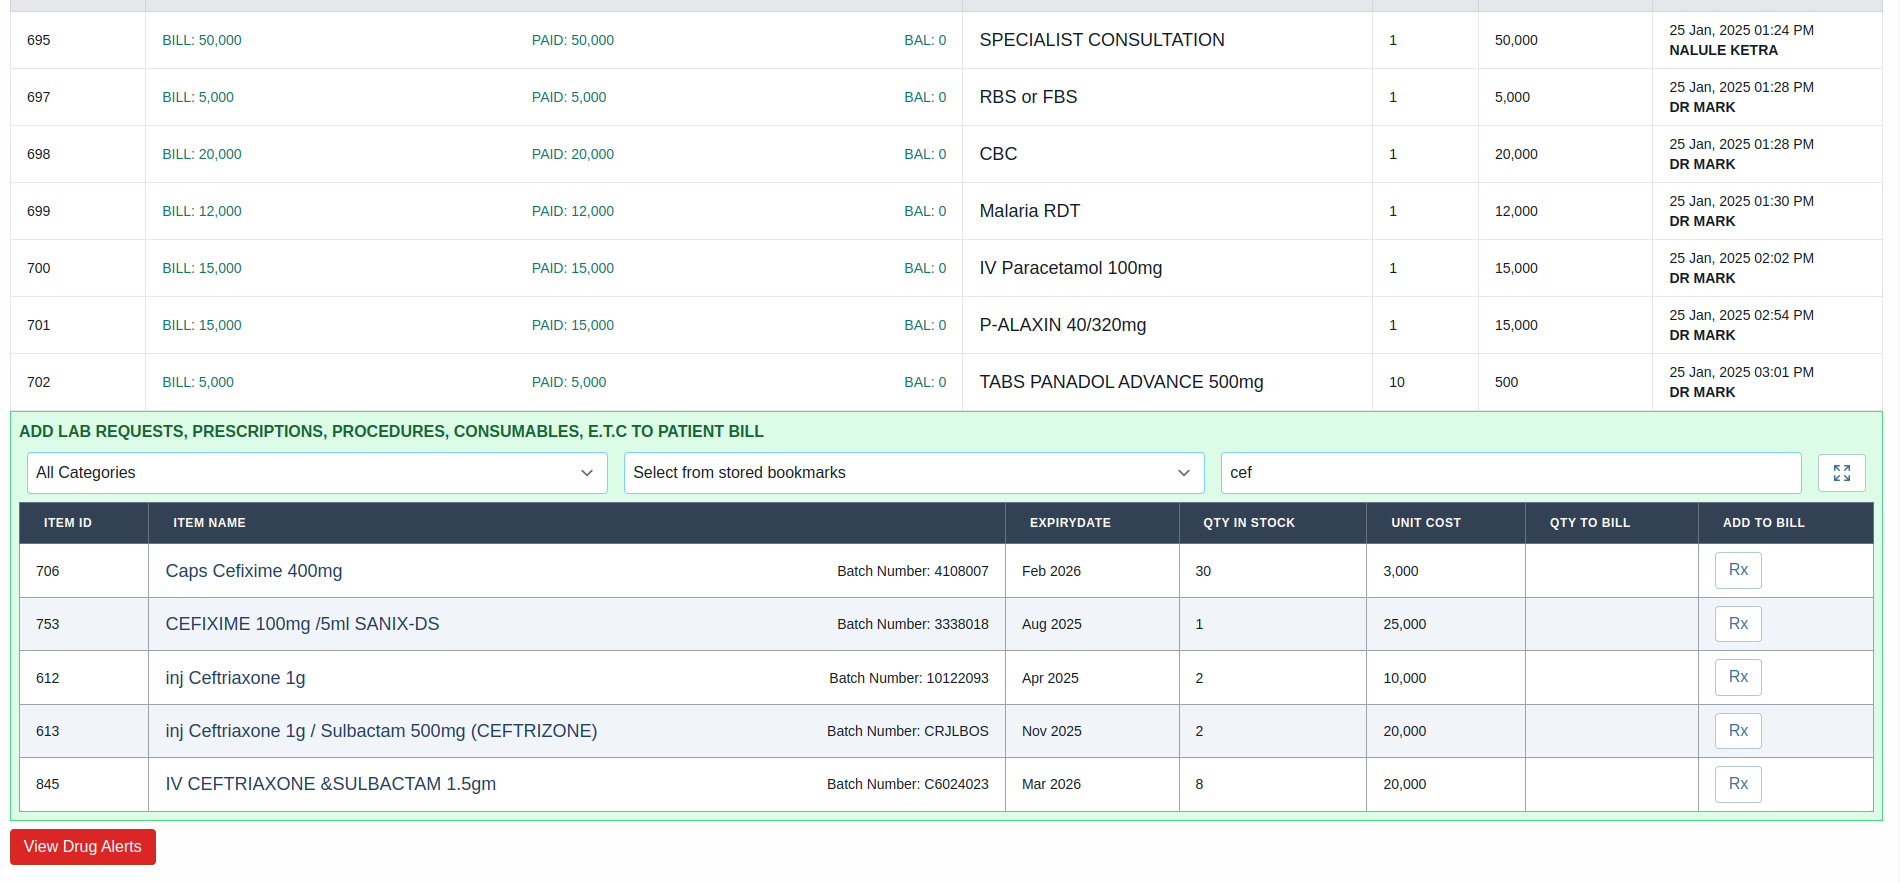 695 BILL: 50,000 PAID: 50,000 BAL: 0 SPECIALIST CONSULTATION 1 50,000 25 Jan, 2025 01:24 PM
NALULE KETRA
697 BILL: 5,000 PAID: 5,000 BAL: 0 RBS or FBS 1 5,000 25 Jan, 2025 01:28 PM
DR MARK
698 BILL: 20,000 PAID: 20,000 BAL: 0 CBC 1 20,000 25 Jan, 2025 01:28 PM
DR MARK
699 BILL: 12,000 PAID: 12,000 BAL: 0 Malaria RDT 1 12,000 25 Jan, 2025 01:30 PM
DR MARK
700 BILL: 15,000 PAID: 15,000 BAL: 0 IV Paracetamol 100mg 1 15,000 25 Jan, 2025 02:02 PM
DR MARK
701 BILL: 15,000 PAID: 15,000 BAL: 0 P-ALAXIN 40/320mg 1 15,000 25 Jan, 2025 02:54 PM
DR MARK
702 BILL: 5,000 PAID: 5,000 BAL: 0 TABS PANADOL ADVANCE 500mg 10 500 25 Jan, 2025 03:01 PM
DR MARK
ADD LAB REQUESTS, PRESCRIPTIONS, PROCEDURES, CONSUMABLES, E.T.C TO PATIENT BILL
All Categories Select from stored bookmarks cef
ITEM ID ITEM NAME EXPIRYDATE QTY IN STOCK UNIT COST QTY TO BILL ADD TO BILL
706 Caps Cefixime 400mg Batch Number: 4108007 Feb 2026 30 3,000 Rx
753 CEFIXIME 100mg /5ml SANIX-DS Batch Number: 3338018 Aug 2025 1 25,000 Rx
612 inj Ceftriaxone 1g Batch Number: 10122093 Apr 2025 2 10,000 Rx
613 inj Ceftriaxone 1g / Sulbactam 500mg (CEFTRIZONE) Batch Number: CRJLBOS Nov 2025 2 20,000 Rx
845 IV CEFTRIAXONE &SULBACTAM 1.5gm Batch Number: C6024023 Mar 2026 8 20,000 Rx
View Drug Alerts